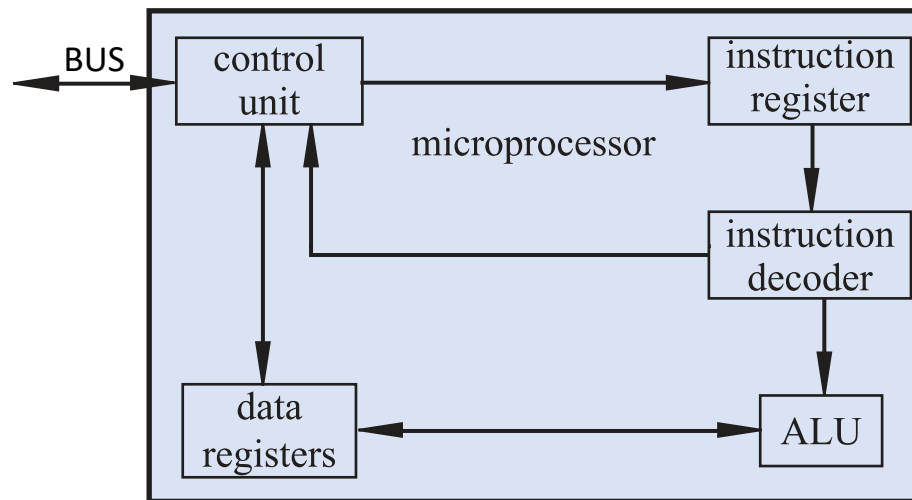 BUS
control
unit
instruction
register
microprocessor
instruction
decoder
data
registers
ALU